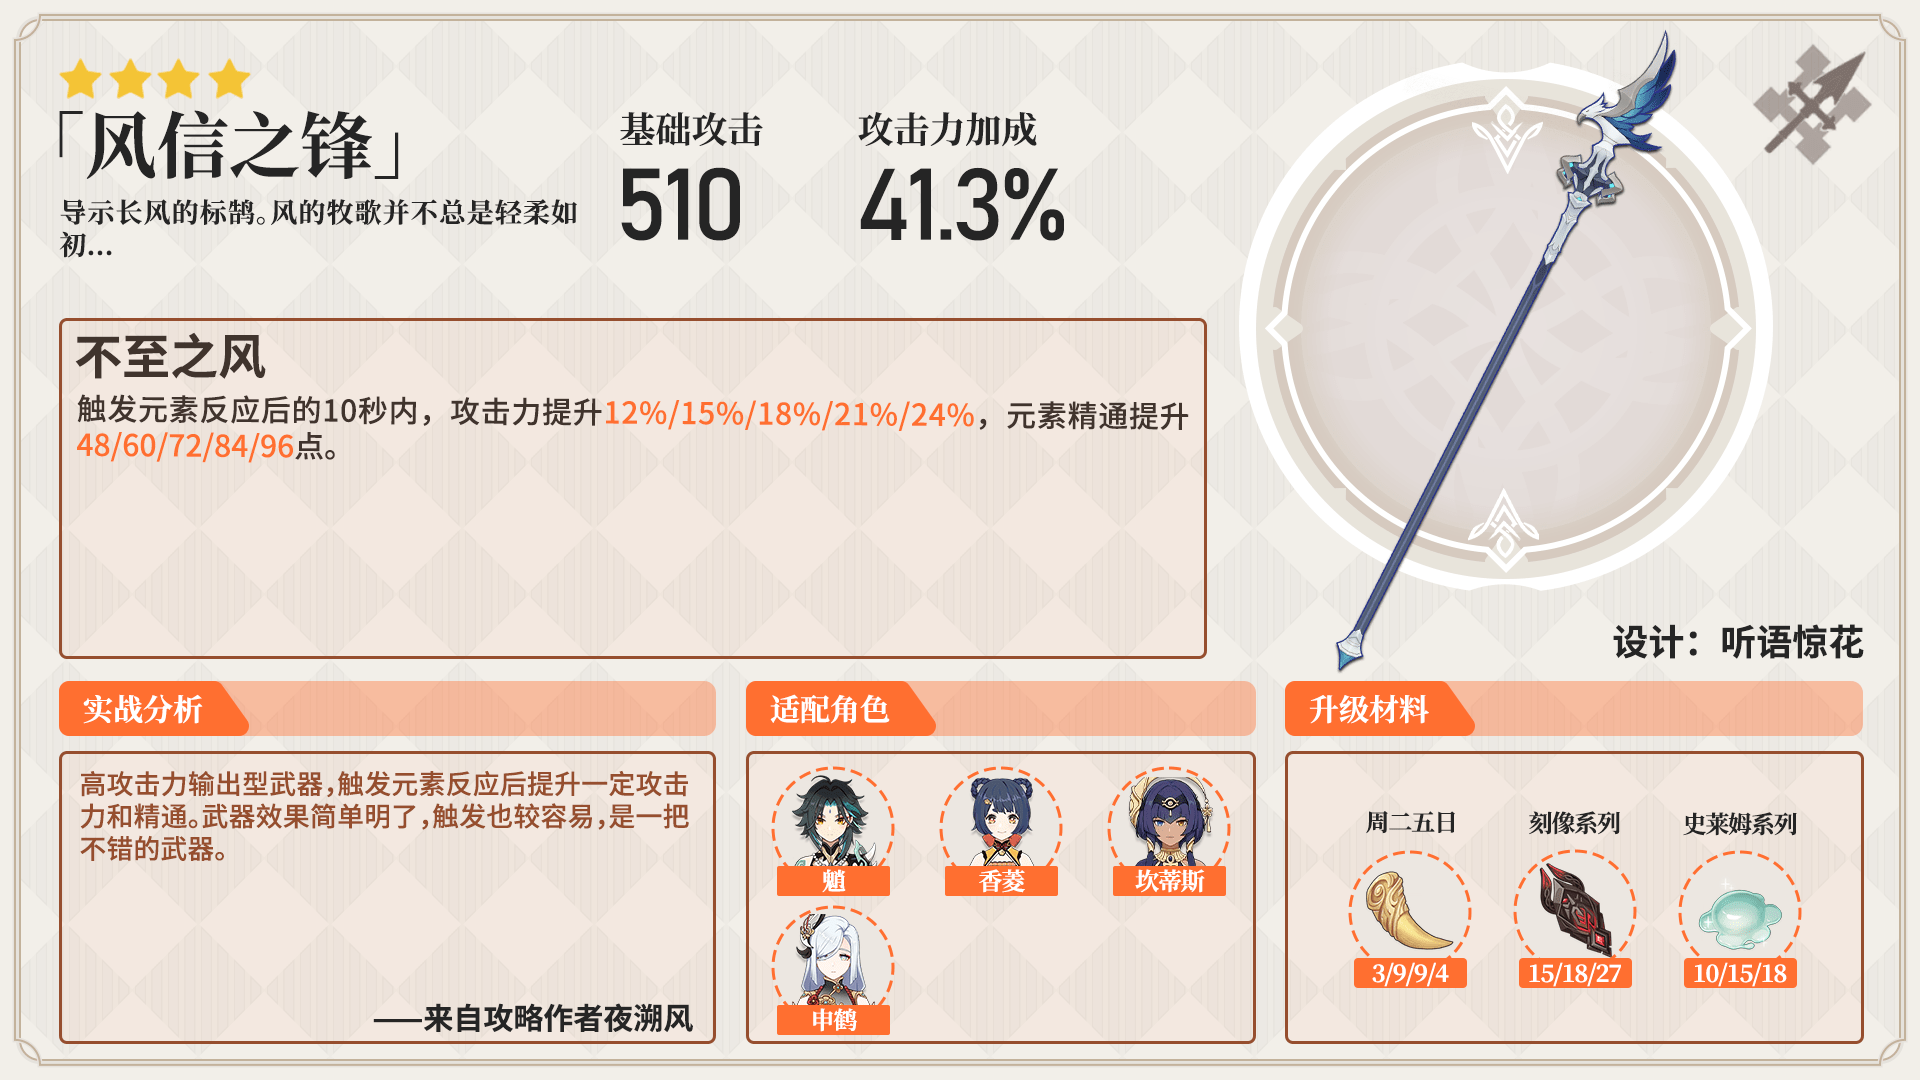 「风信之锋」
导示长风的标鹄。风的牧歌并不总是轻柔如
初...
基础攻击
510
攻击力加成
41.3%
不至之风
触发元素反应后的10秒内，攻击力提升12%/15%/18%/21%/24%，元素精通提升
48/60/72/84/96点。
设计：听语惊花
实战分析
高攻击力输出型武器,触发元素反应后提升一定攻击
力和精通。武器效果简单明了,触发也较容易,是一把
不错的武器。
——来自攻略作者夜溯风
适配角色
魈
香菱
坎蒂斯
申鹤
升级材料
周二五日
刻像系列
史莱姆系列
3/9/9/4
15/18/27
10/15/18